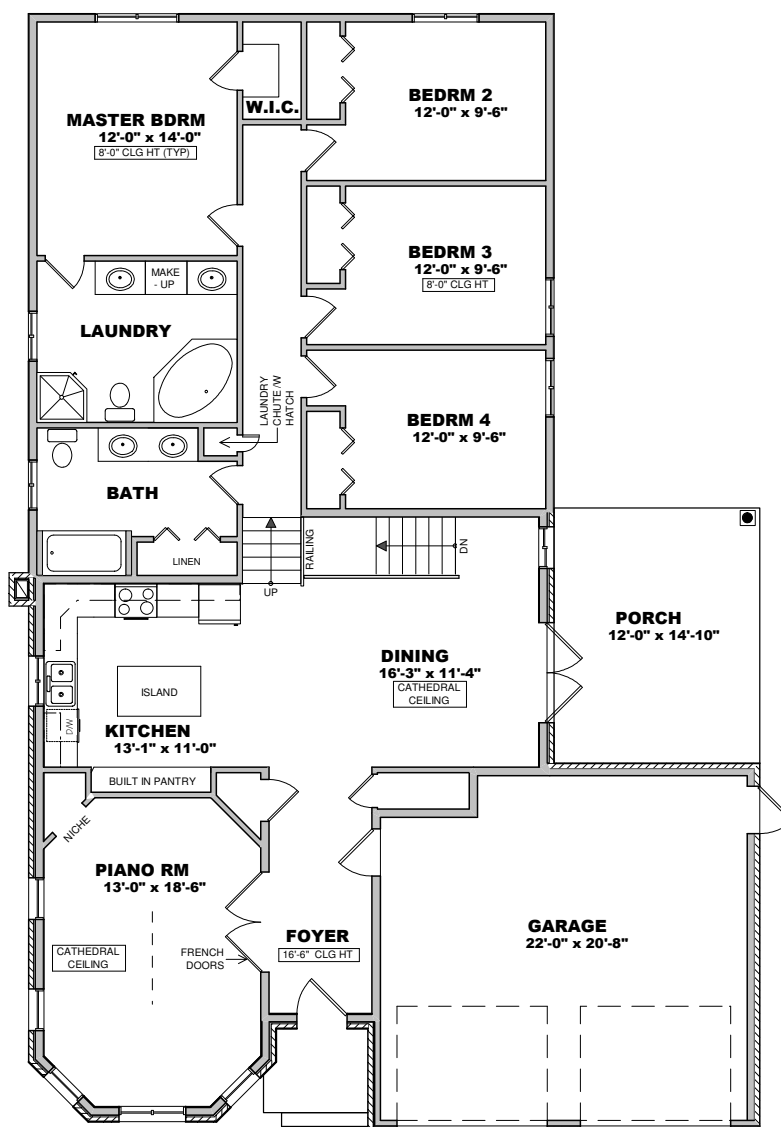 MASTER BDRM
12'-0" x 14'-0"
8'-0" CLG HT (TYP)
W.I.C.
BEDRM 2
12'-0" x 9'-6"
BEDRM 3
12'-0" x 9'-6"
8'-0" CLG HT
MAKE
- UP
LAUNDRY
LAUNDRY
CHUTE /W
HATCH
BEDRM 4
12'-0" x 9'-6"
BATH
LINEN
UP
RAILING
DN
PORCH
12'-0" x 14'-10"
DINING
16'-3" x 11'-4"
CATHEDRAL
CEILING
ISLAND
D/W
KITCHEN
13'-1" x 11'-0"
BUILT IN PANTRY
NICHE
PIANO RM
13'-0" x 18'-6"
CATHEDRAL
CEILING
FRENCH
DOORS
FOYER
16'-6" CLG HT
GARAGE
22'-0" x 20'-8"